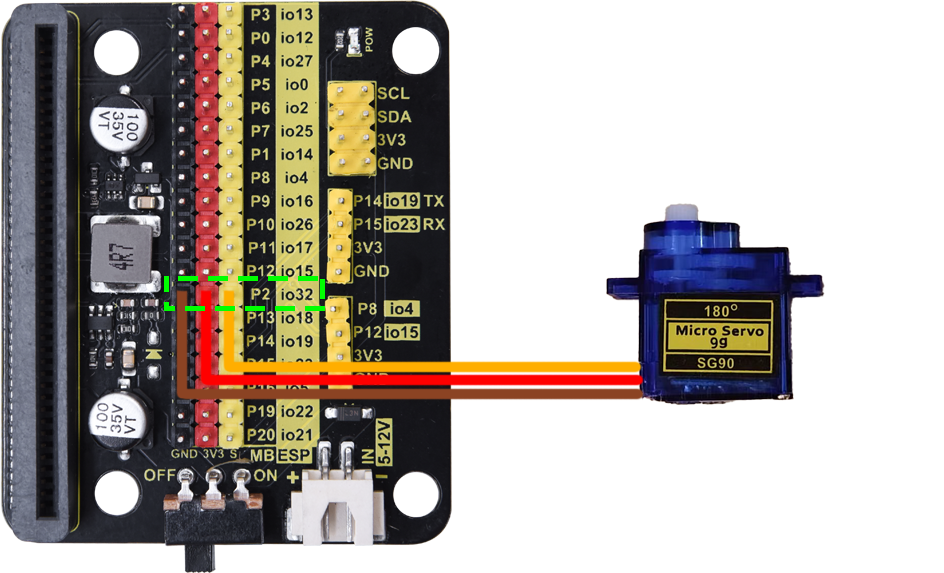 P3 io13
P0 io12
P4 io27
P5 io0
P6 io2
P7 io25
P1 io14
P8 io4
P9 io16
P10 io26
P11 io17
P12 io15
P2 io32
P13 io18
P14 io19
P19 io22
P20 io21
GND 3V3 S MB ESP
OFF ON + IN −
5-12V
POW
SCL
SDA
3V3
GND
P14 io19 TX
P15 io23 RX
3V3
GND
P8 io4
P12 io15
3V3
100
35V
VT
4R7
100
35V
VT
180°
Micro Servo
9g
SG90